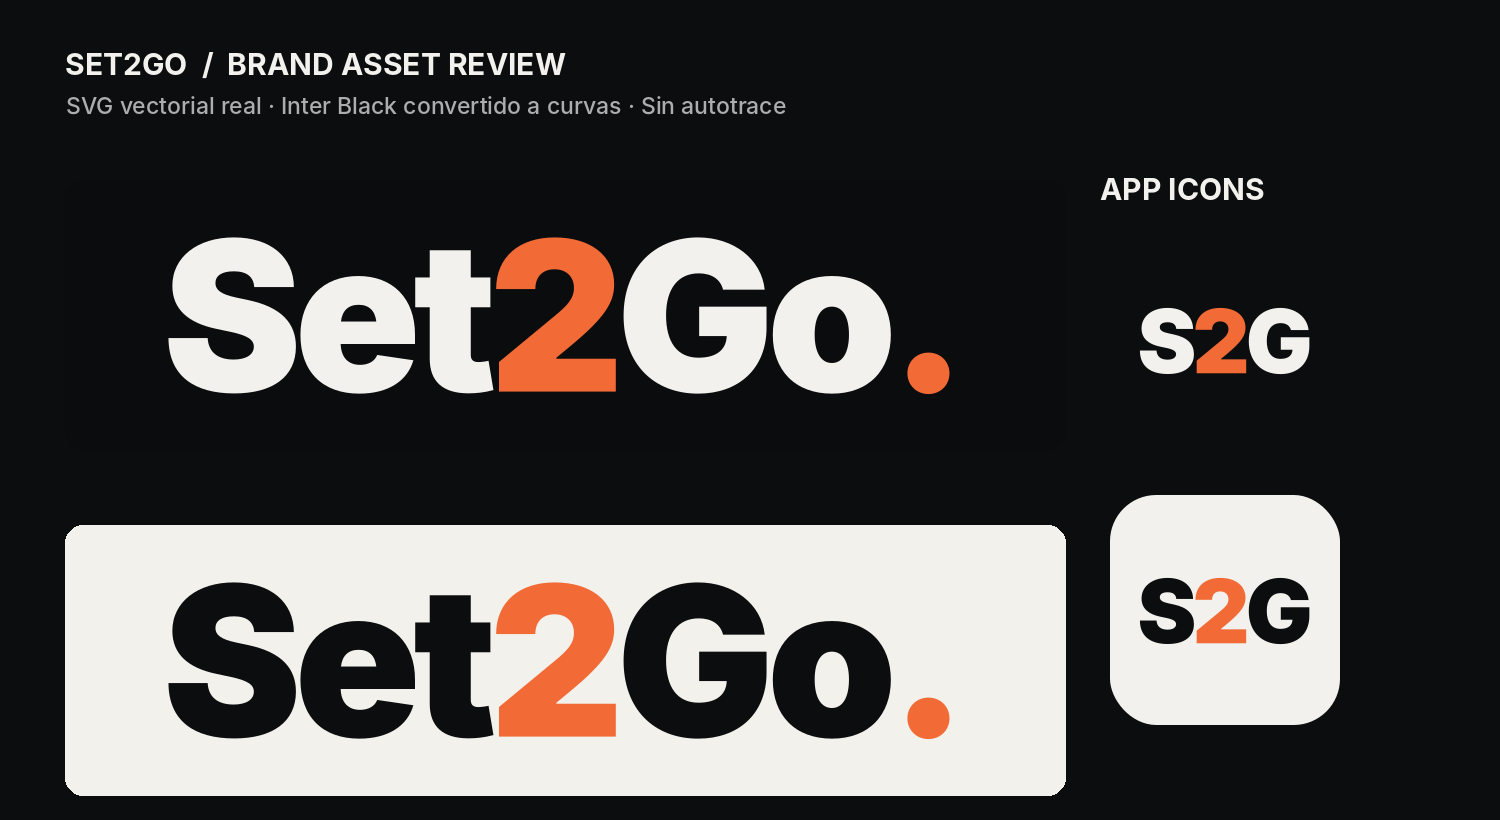 SET2GO / BRAND ASSET REVIEW
SVG vectorial real · Inter Black convertido a curvas · Sin autotrace
APP ICONS
Set2Go.
S2G
Set2Go.
S2G